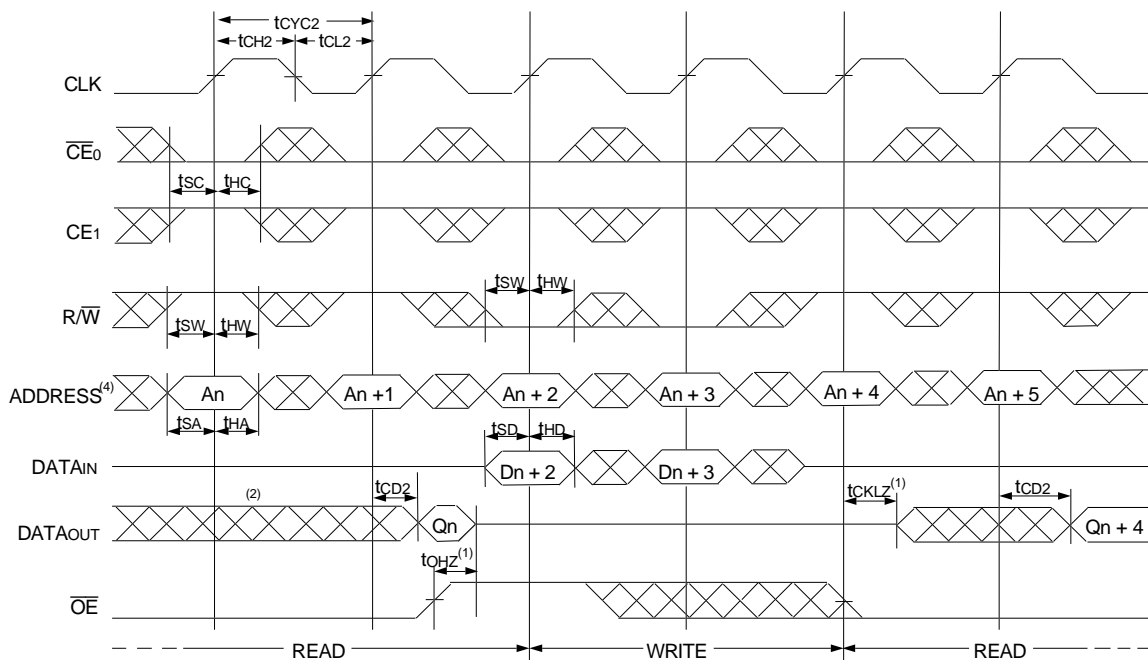 tCYC2
tCH2 tCL2
CLK
CE0
tSC tHC
CE1
tSW tHW
R/W
tSW tHW
ADDRESS(4) An An + 1 An + 2 An + 3 An + 4 An + 5
tSA tHA tSD tHD
DATAIN Dn + 2 Dn + 3
(2) tCD2 tCKLZ(1) tCD2
DATAOUT Qn Qn + 4
tOHZ(1)
OE
READ WRITE READ